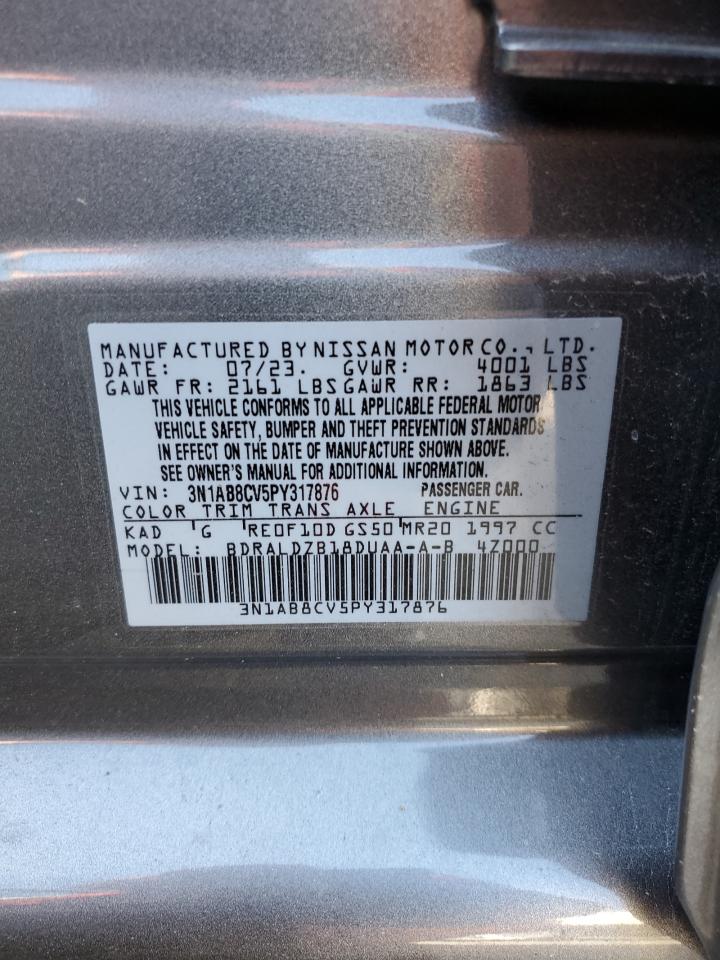 MANUFACTURED BY NISSAN MOTOR CO., LTD.
DATE: 07/23. GVWR: 4001 LBS
GAWR FR: 2161 LBS GAWR RR: 1863 LBS
THIS VEHICLE CONFORMS TO ALL APPLICABLE FEDERAL MOTOR
VEHICLE SAFETY, BUMPER AND THEFT PREVENTION STANDARDS
IN EFFECT ON THE DATE OF MANUFACTURE SHOWN ABOVE.
SEE OWNER'S MANUAL FOR ADDITIONAL INFORMATION.
VIN: 3N1AB8CV5PY317876 PASSENGER CAR.
COLOR TRIM TRANS AXLE ENGINE
KAD G RE0F10D GS50 MR20 1997 CC
MODEL: BDRALDZB18DUAA-A-B 4Z000
3N1AB8CV5PY317876